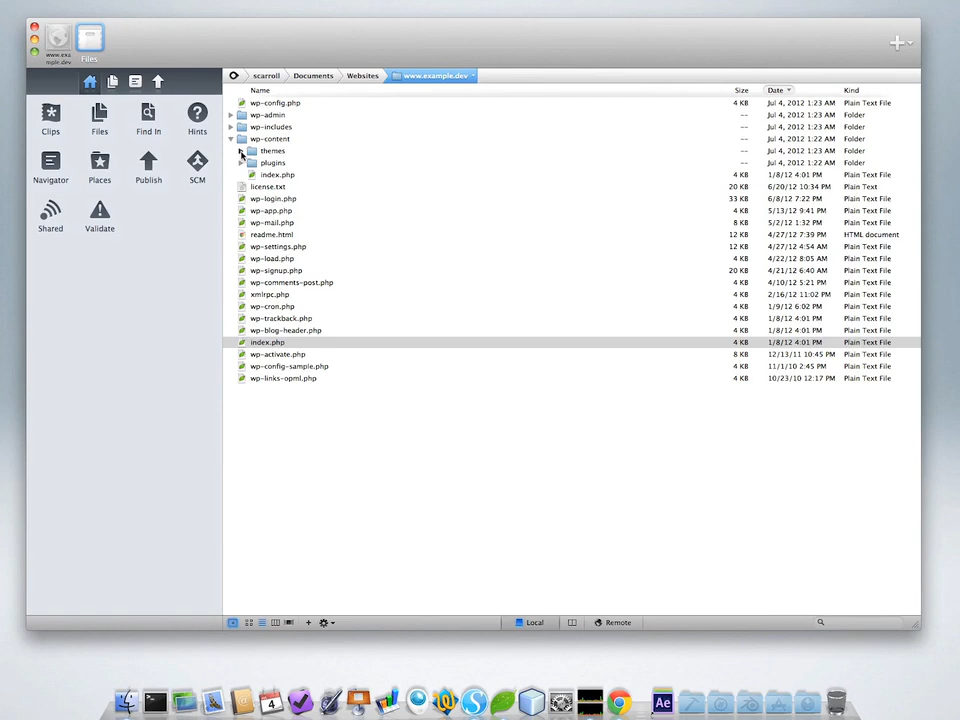 www.exa
mple.dev
Files
scarroll Documents Websites www.example.dev
Clips Files Find In Hints
Navigator Places Publish SCM
Shared Validate
Name Size Date Kind
wp-config.php 4 KB Jul 4, 2012 1:23 AM Plain Text File
wp-admin -- Jul 4, 2012 1:23 AM Folder
wp-includes -- Jul 4, 2012 1:23 AM Folder
wp-content -- Jul 4, 2012 1:22 AM Folder
themes -- Jul 4, 2012 1:23 AM Folder
plugins -- Jul 4, 2012 1:22 AM Folder
index.php 4 KB 1/8/12 4:01 PM Plain Text File
license.txt 20 KB 6/20/12 10:34 PM Plain Text
wp-login.php 33 KB 6/8/12 7:22 PM Plain Text File
wp-app.php 4 KB 5/13/12 9:41 PM Plain Text File
wp-mail.php 8 KB 5/2/12 1:32 PM Plain Text File
readme.html 12 KB 4/27/12 7:39 PM HTML document
wp-settings.php 12 KB 4/27/12 4:54 AM Plain Text File
wp-load.php 4 KB 4/22/12 8:05 AM Plain Text File
wp-signup.php 20 KB 4/21/12 6:40 AM Plain Text File
wp-comments-post.php 4 KB 4/10/12 5:21 PM Plain Text File
xmlrpc.php 4 KB 2/16/12 11:02 PM Plain Text File
wp-cron.php 4 KB 1/9/12 6:02 PM Plain Text File
wp-trackback.php 4 KB 1/8/12 4:01 PM Plain Text File
wp-blog-header.php 4 KB 1/8/12 4:01 PM Plain Text File
index.php 4 KB 1/8/12 4:01 PM Plain Text File
wp-activate.php 8 KB 12/13/11 10:45 PM Plain Text File
wp-config-sample.php 4 KB 11/1/10 2:45 PM Plain Text File
wp-links-opml.php 4 KB 10/23/10 12:17 PM Plain Text File
Local Remote
4 Ae